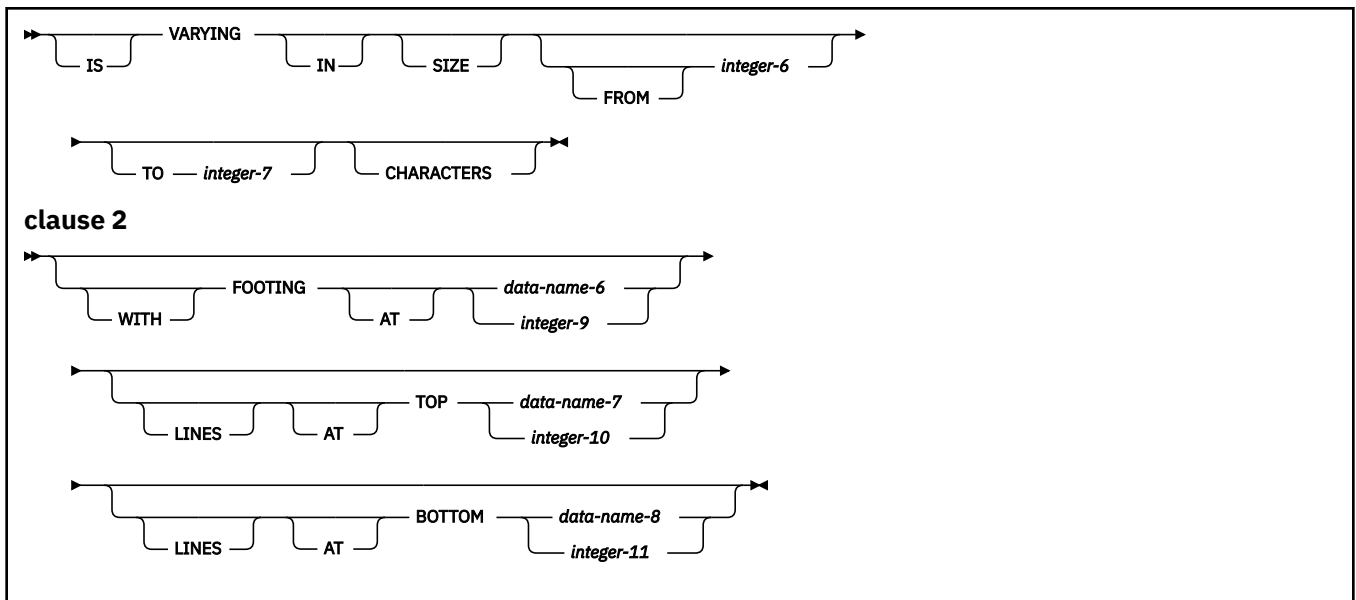 VARYING
IS IN SIZE integer-6
FROM
TO integer-7 CHARACTERS
clause 2
FOOTING data-name-6
WITH AT integer-9
TOP data-name-7
LINES AT integer-10
BOTTOM data-name-8
LINES AT integer-11